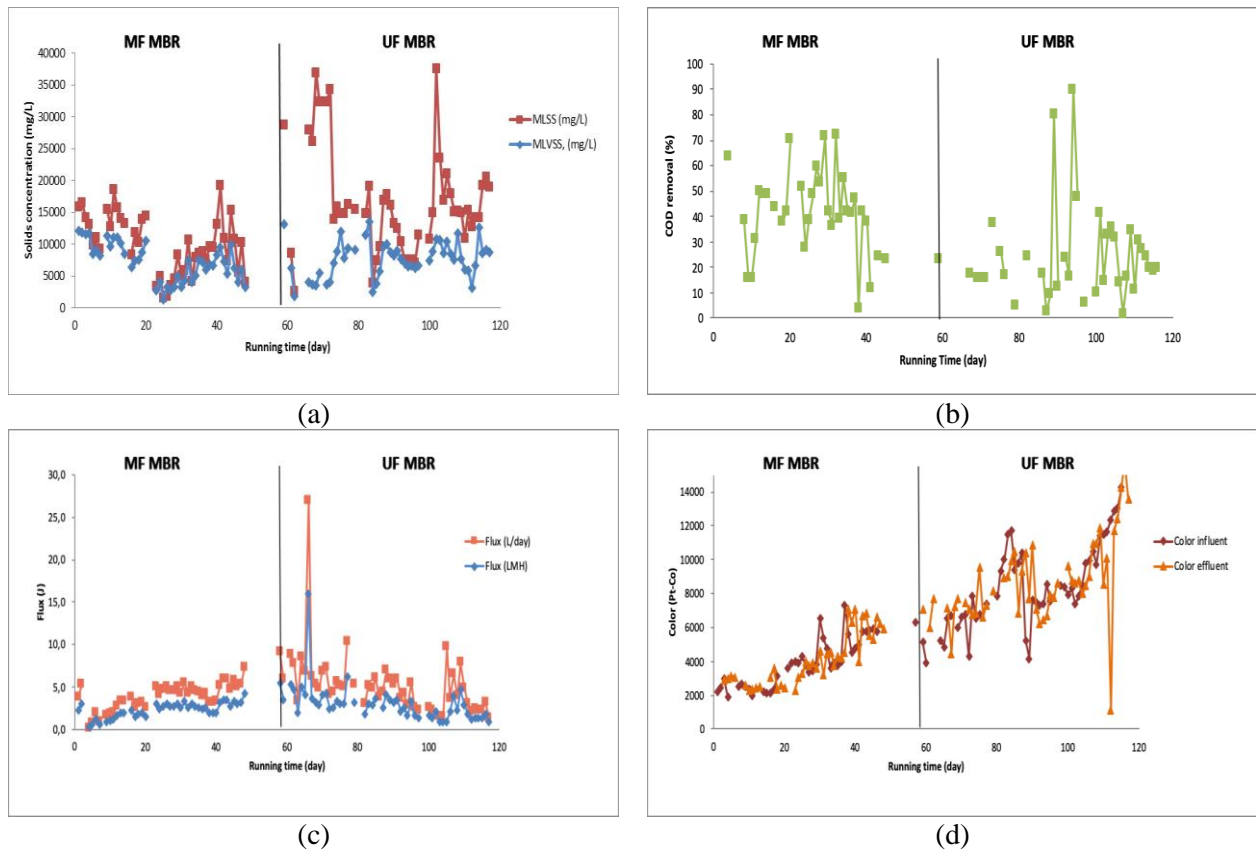 MF MBR
UF MBR
40000
35000
30000
25000
20000
15000
10000
5000
0
Solids concentration (mg/L)
MLSS (mg/L)
MLVSS, (mg/L)
0 20 40 60 80 100 120
Running time (day)
(a)
MF MBR
UF MBR
100
90
80
70
60
50
40
30
20
10
0
COD removal (%)
0 20 40 60 80 100 120
Running Time (day)
(b)
MF MBR
UF MBR
30,0
25,0
20,0
15,0
10,0
5,0
0,0
Flux (J)
Flux (L/day)
Flux (LMH)
0 20 40 60 80 100 120
Running time (day)
(c)
MF MBR
UF MBR
14000
12000
10000
8000
6000
4000
2000
0
Color (Pt-Co)
Color influent
Color effluent
0 20 40 60 80 100 120
Running time (day)
(d)